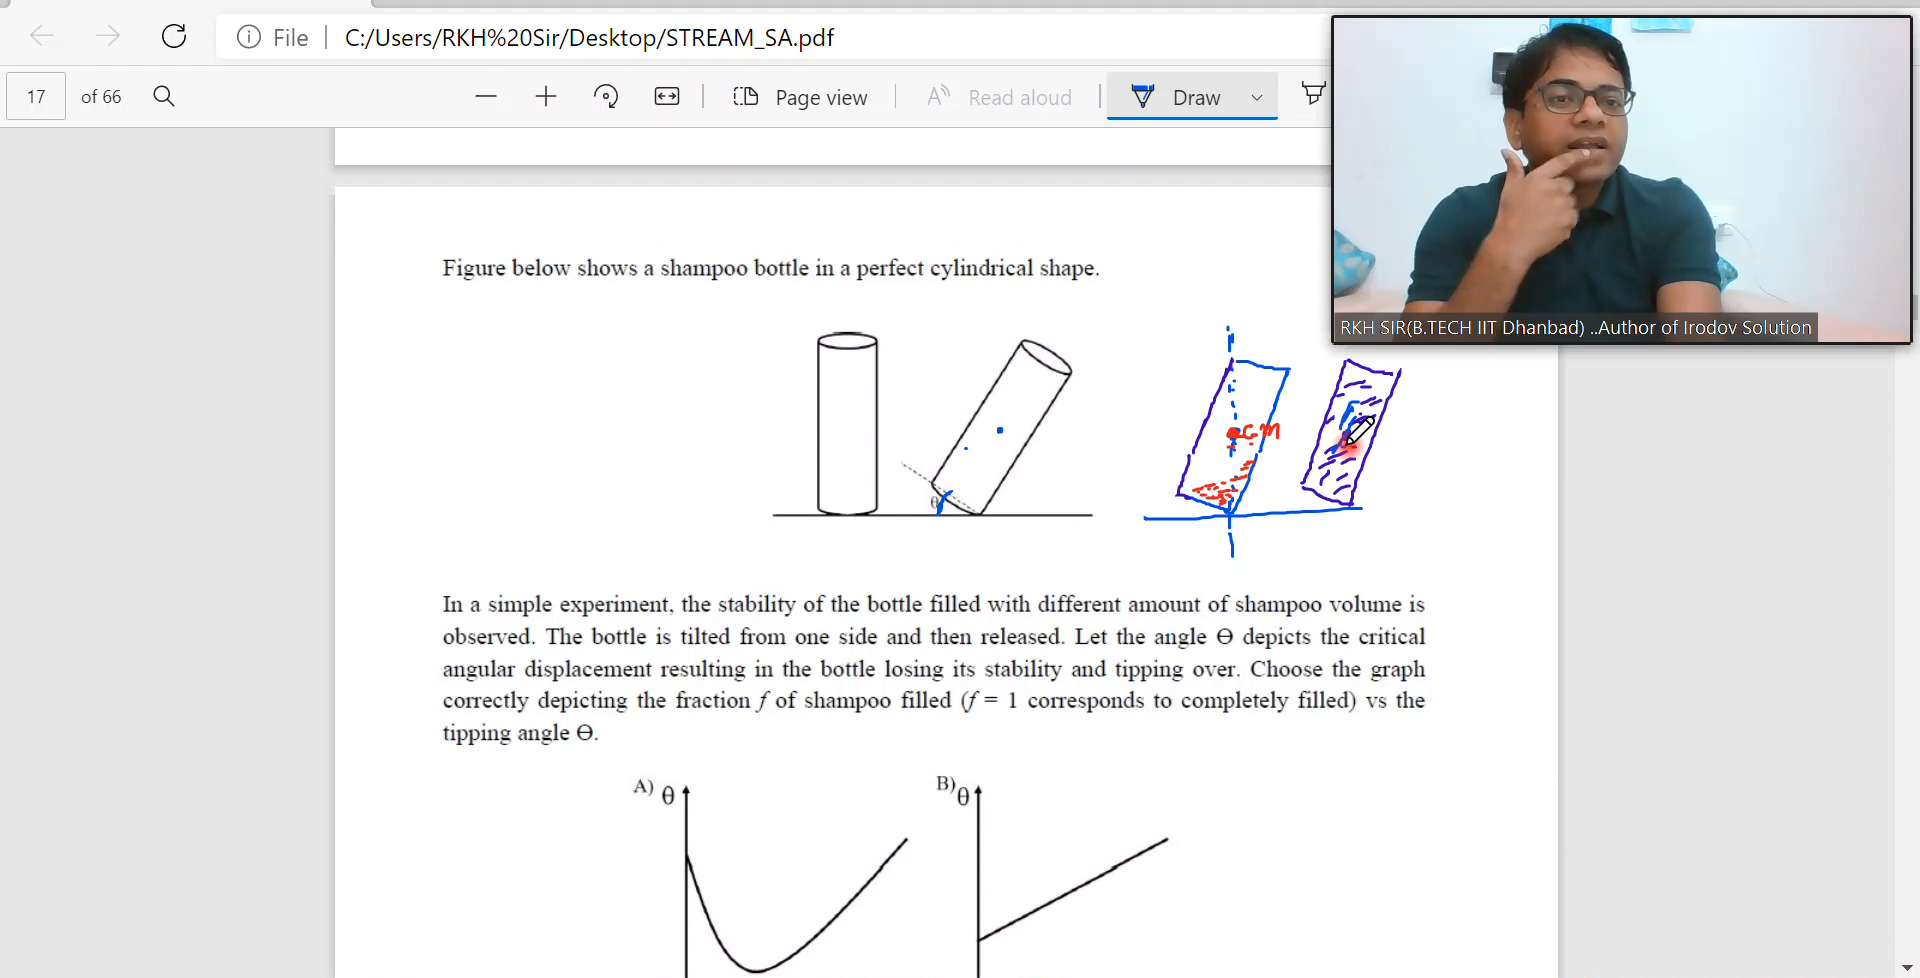 File
C:/Users/RKH%20Sir/Desktop/STREAM_SA.pdf
17 of 66
Page view
Read aloud
Draw
RKH SIR(B.TECH IIT Dhanbad) ..Author of Irodov Solution
Figure below shows a shampoo bottle in a perfect cylindrical shape.
θ
C.M
In a simple experiment, the stability of the bottle filled with different amount of shampoo volume is
observed. The bottle is tilted from one side and then released. Let the angle Θ depicts the critical
angular displacement resulting in the bottle losing its stability and tipping over. Choose the graph
correctly depicting the fraction f of shampoo filled (f = 1 corresponds to completely filled) vs the
tipping angle Θ.
A) θ
B) θ